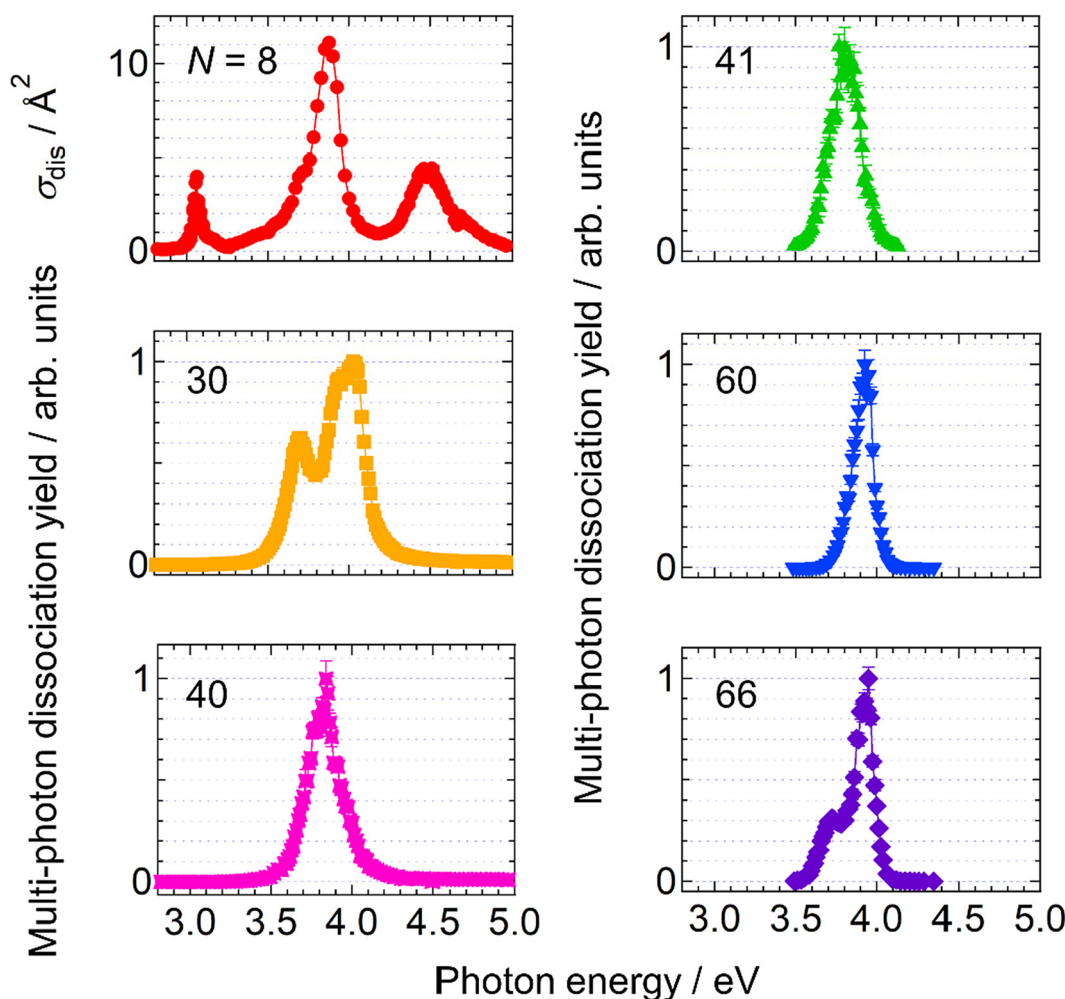 σdis / Å²
10
0
N = 8
Multi-photon dissociation yield / arb. units
1
0
30
1
0
40
3.0 3.5 4.0 4.5 5.0
Multi-photon dissociation yield / arb. units
1
0
41
1
0
60
1
0
66
3.0 3.5 4.0 4.5 5.0
Photon energy / eV